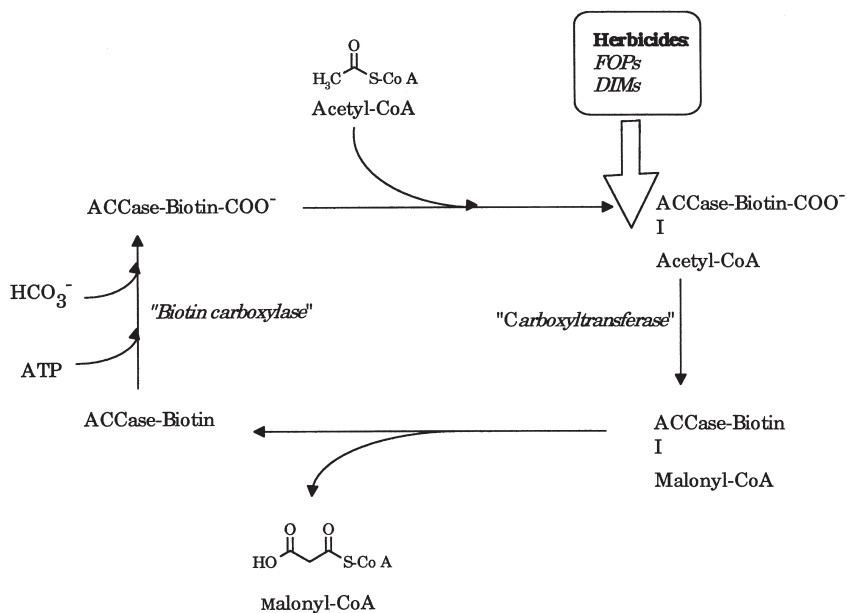 Herbicides:
FOPs
DIMs
O
H3C S-Co A
Acetyl-CoA
ACCase-Biotin-COO-
ACCase-Biotin-COO-
I
Acetyl-CoA
HCO3-
"Biotin carboxylase"
"Carboxyltransferase"
ATP
ACCase-Biotin
ACCase-Biotin
I
Malonyl-CoA
O O
HO S-Co A
Malonyl-CoA